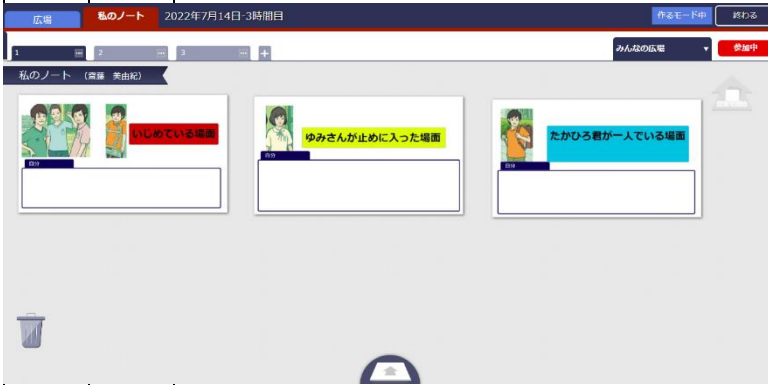 広場
私のノート
2022年7月14日-3時間目
作るモード中
終わる
1
2
3
みんなの広場
参加中
私のノート （齋藤 美由紀）
いじめている場面
自分
ゆみさんが止めに入った場面
自分
たかひろ君が一人でいる場面
自分